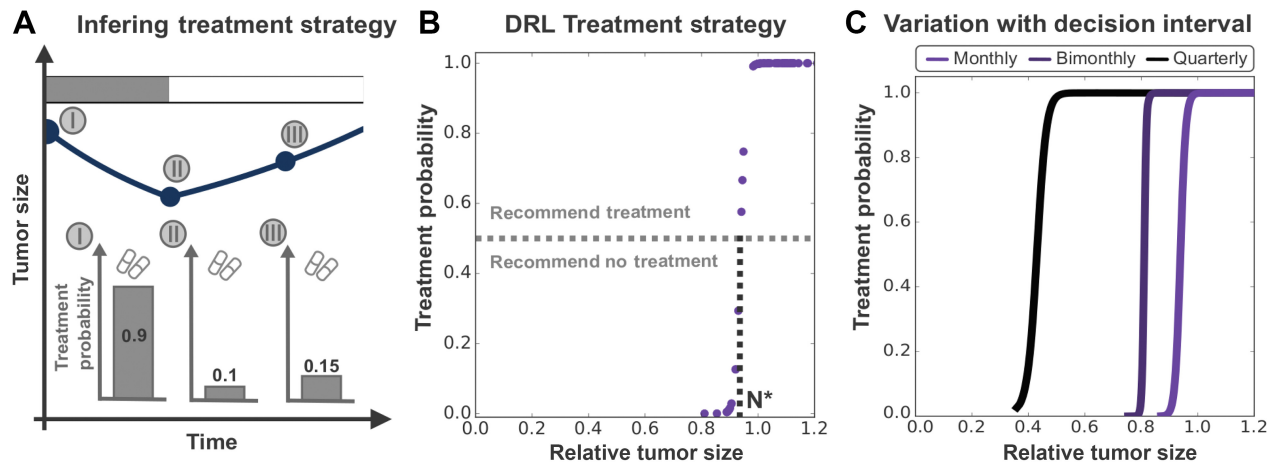 A Infering treatment strategy
I
II
III
Tumor size
I
II
III
Treatment
probability
0.9
0.1
0.15
Time
B DRL Treatment strategy
Treatment probability
1.0
0.8
0.6
0.4
0.2
0.0
Recommend treatment
Recommend no treatment
N*
0.0 0.2 0.4 0.6 0.8 1.0 1.2
Relative tumor size
C Variation with decision interval
Monthly Bimonthly Quarterly
Treatment probability
1.0
0.8
0.6
0.4
0.2
0.0
0.0 0.2 0.4 0.6 0.8 1.0 1.2
Relative tumor size